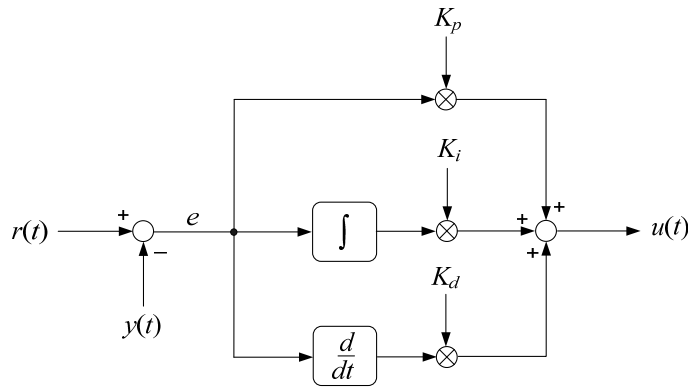 K_p
K_i
r(t)
+
e
∫
+
+
u(t)
−
+
y(t)
K_d
d/dt